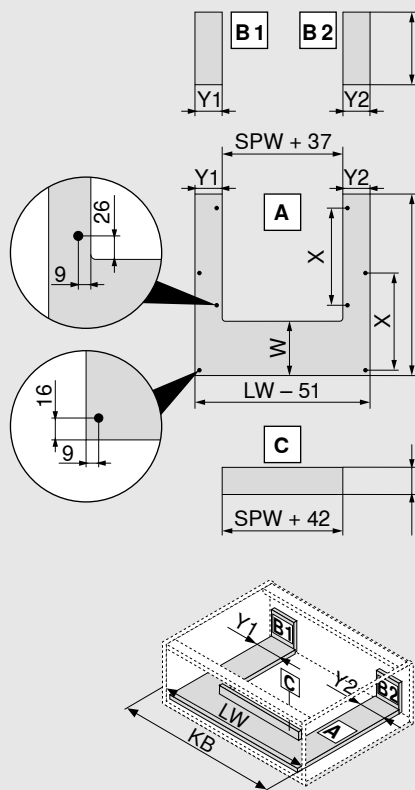 B1
B2
Y1
Y2
SPW + 37
Y1
Y2
A
26
9
X
X
W
16
LW – 51
9
C
SPW + 42
Y1
B1
Y2
B2
C
LW
A
KB